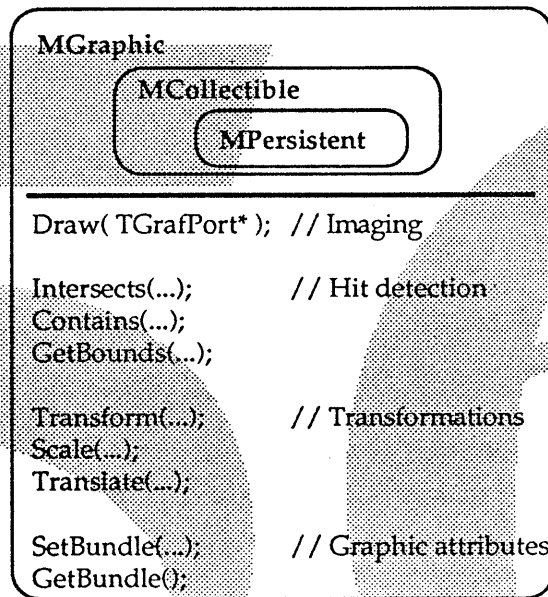 MGraphic
MCollectible
MPersistent
Draw( TGrafPort* ); // Imaging
Intersects(...); // Hit detection
Contains(...);
GetBounds(...);
Transform(...); // Transformations
Scale(...);
Translate(...);
SetBundle(...); // Graphic attributes
GetBundle();